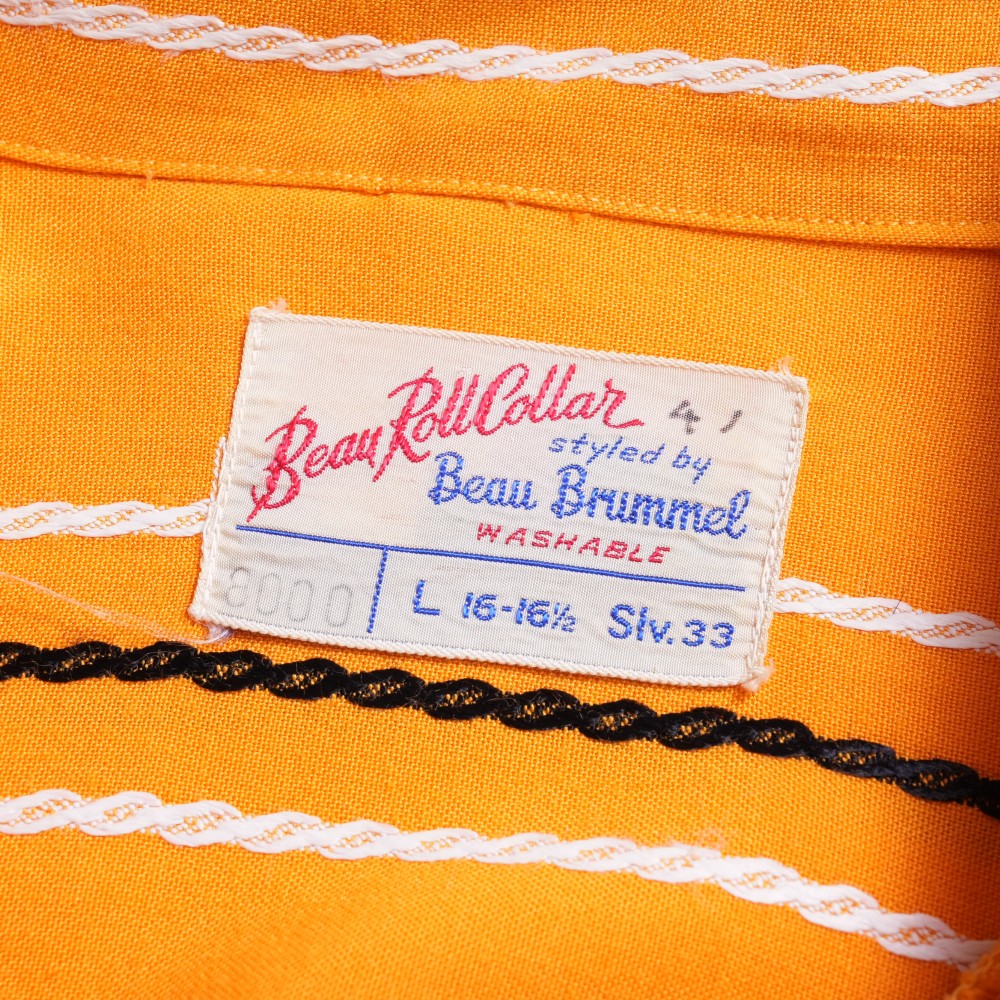 Beau Roll Collar 41
styled by
Beau Brummel
WASHABLE
8000 L 16-16½ Slv. 33